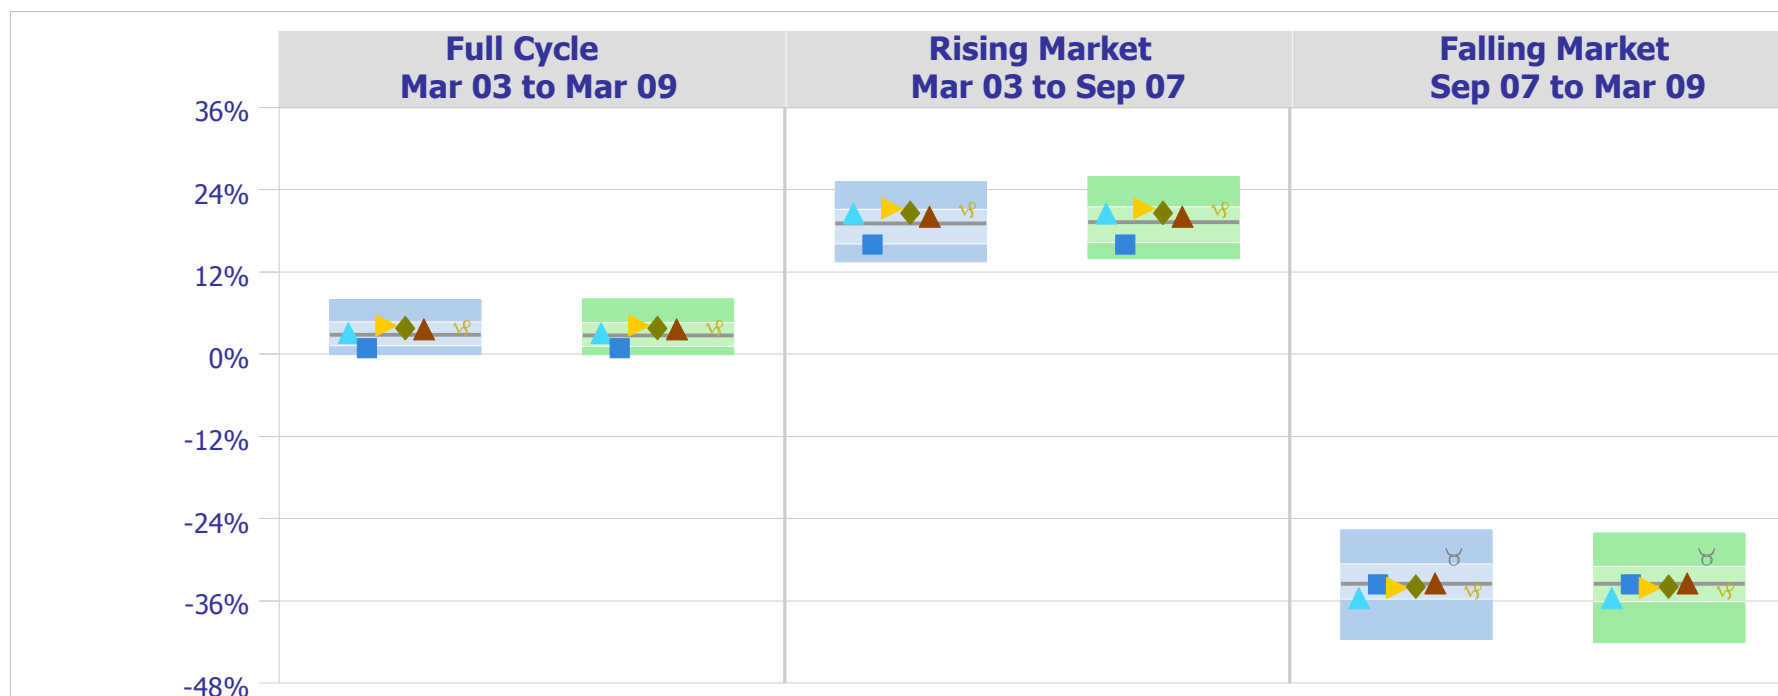 Full Cycle
Mar 03 to Mar 09
Rising Market
Mar 03 to Sep 07
Falling Market
Sep 07 to Mar 09
36%
24%
12%
0%
-12%
-24%
-36%
-48%